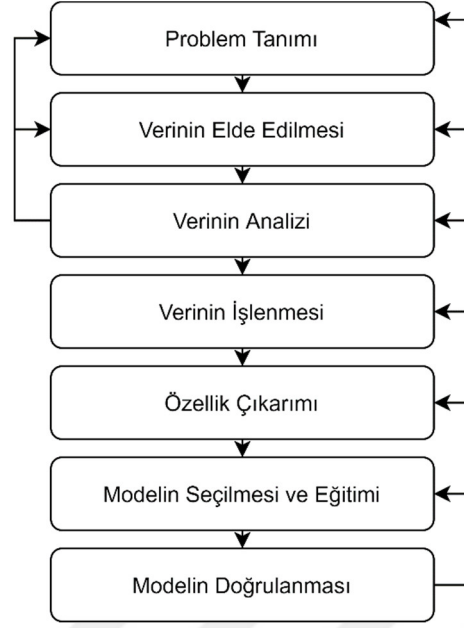 Problem Tanımı
Verinin Elde Edilmesi
Verinin Analizi
Verinin İşlenmesi
Özellik Çıkarımı
Modelin Seçilmesi ve Eğitimi
Modelin Doğrulanması